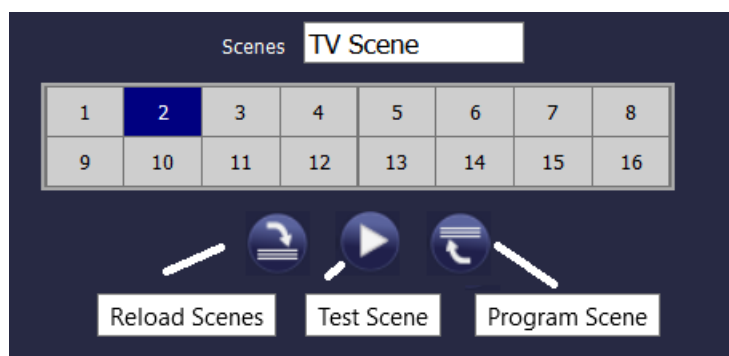 Scenes TV Scene
1 2 3 4 5 6 7 8
9 10 11 12 13 14 15 16
Reload Scenes Test Scene Program Scene